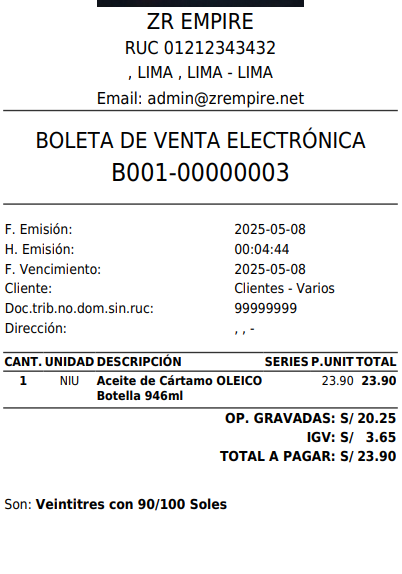 ZR EMPIRE
RUC 01212343432
, LIMA , LIMA - LIMA
Email: admin@zrempire.net
BOLETA DE VENTA ELECTRÓNICA
B001-00000003
F. Emisión: 2025-05-08
H. Emisión: 00:04:44
F. Vencimiento: 2025-05-08
Cliente: Clientes - Varios
Doc.trib.no.dom.sin.ruc: 99999999
Dirección: , , -
CANT. UNIDAD DESCRIPCIÓN SERIES P.UNIT TOTAL
1 NIU Aceite de Cártamo OLEICO 23.90 23.90
Botella 946ml
OP. GRAVADAS: S/ 20.25
IGV: S/ 3.65
TOTAL A PAGAR: S/ 23.90
Son: Veintitres con 90/100 Soles